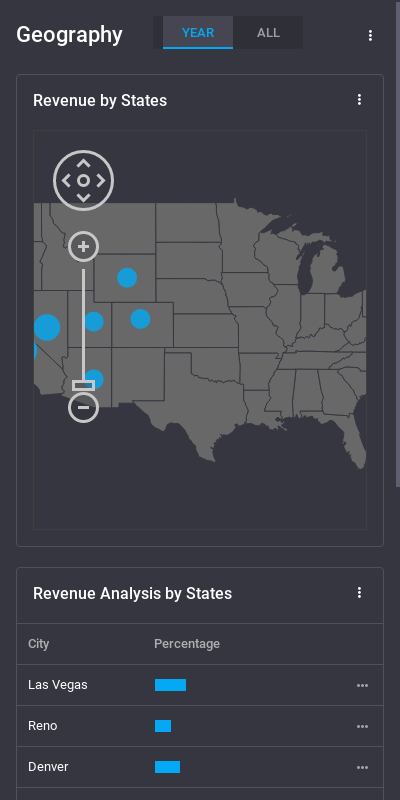 Geography
YEAR
ALL
Revenue by States
Revenue Analysis by States
City
Percentage
Las Vegas
Reno
Denver